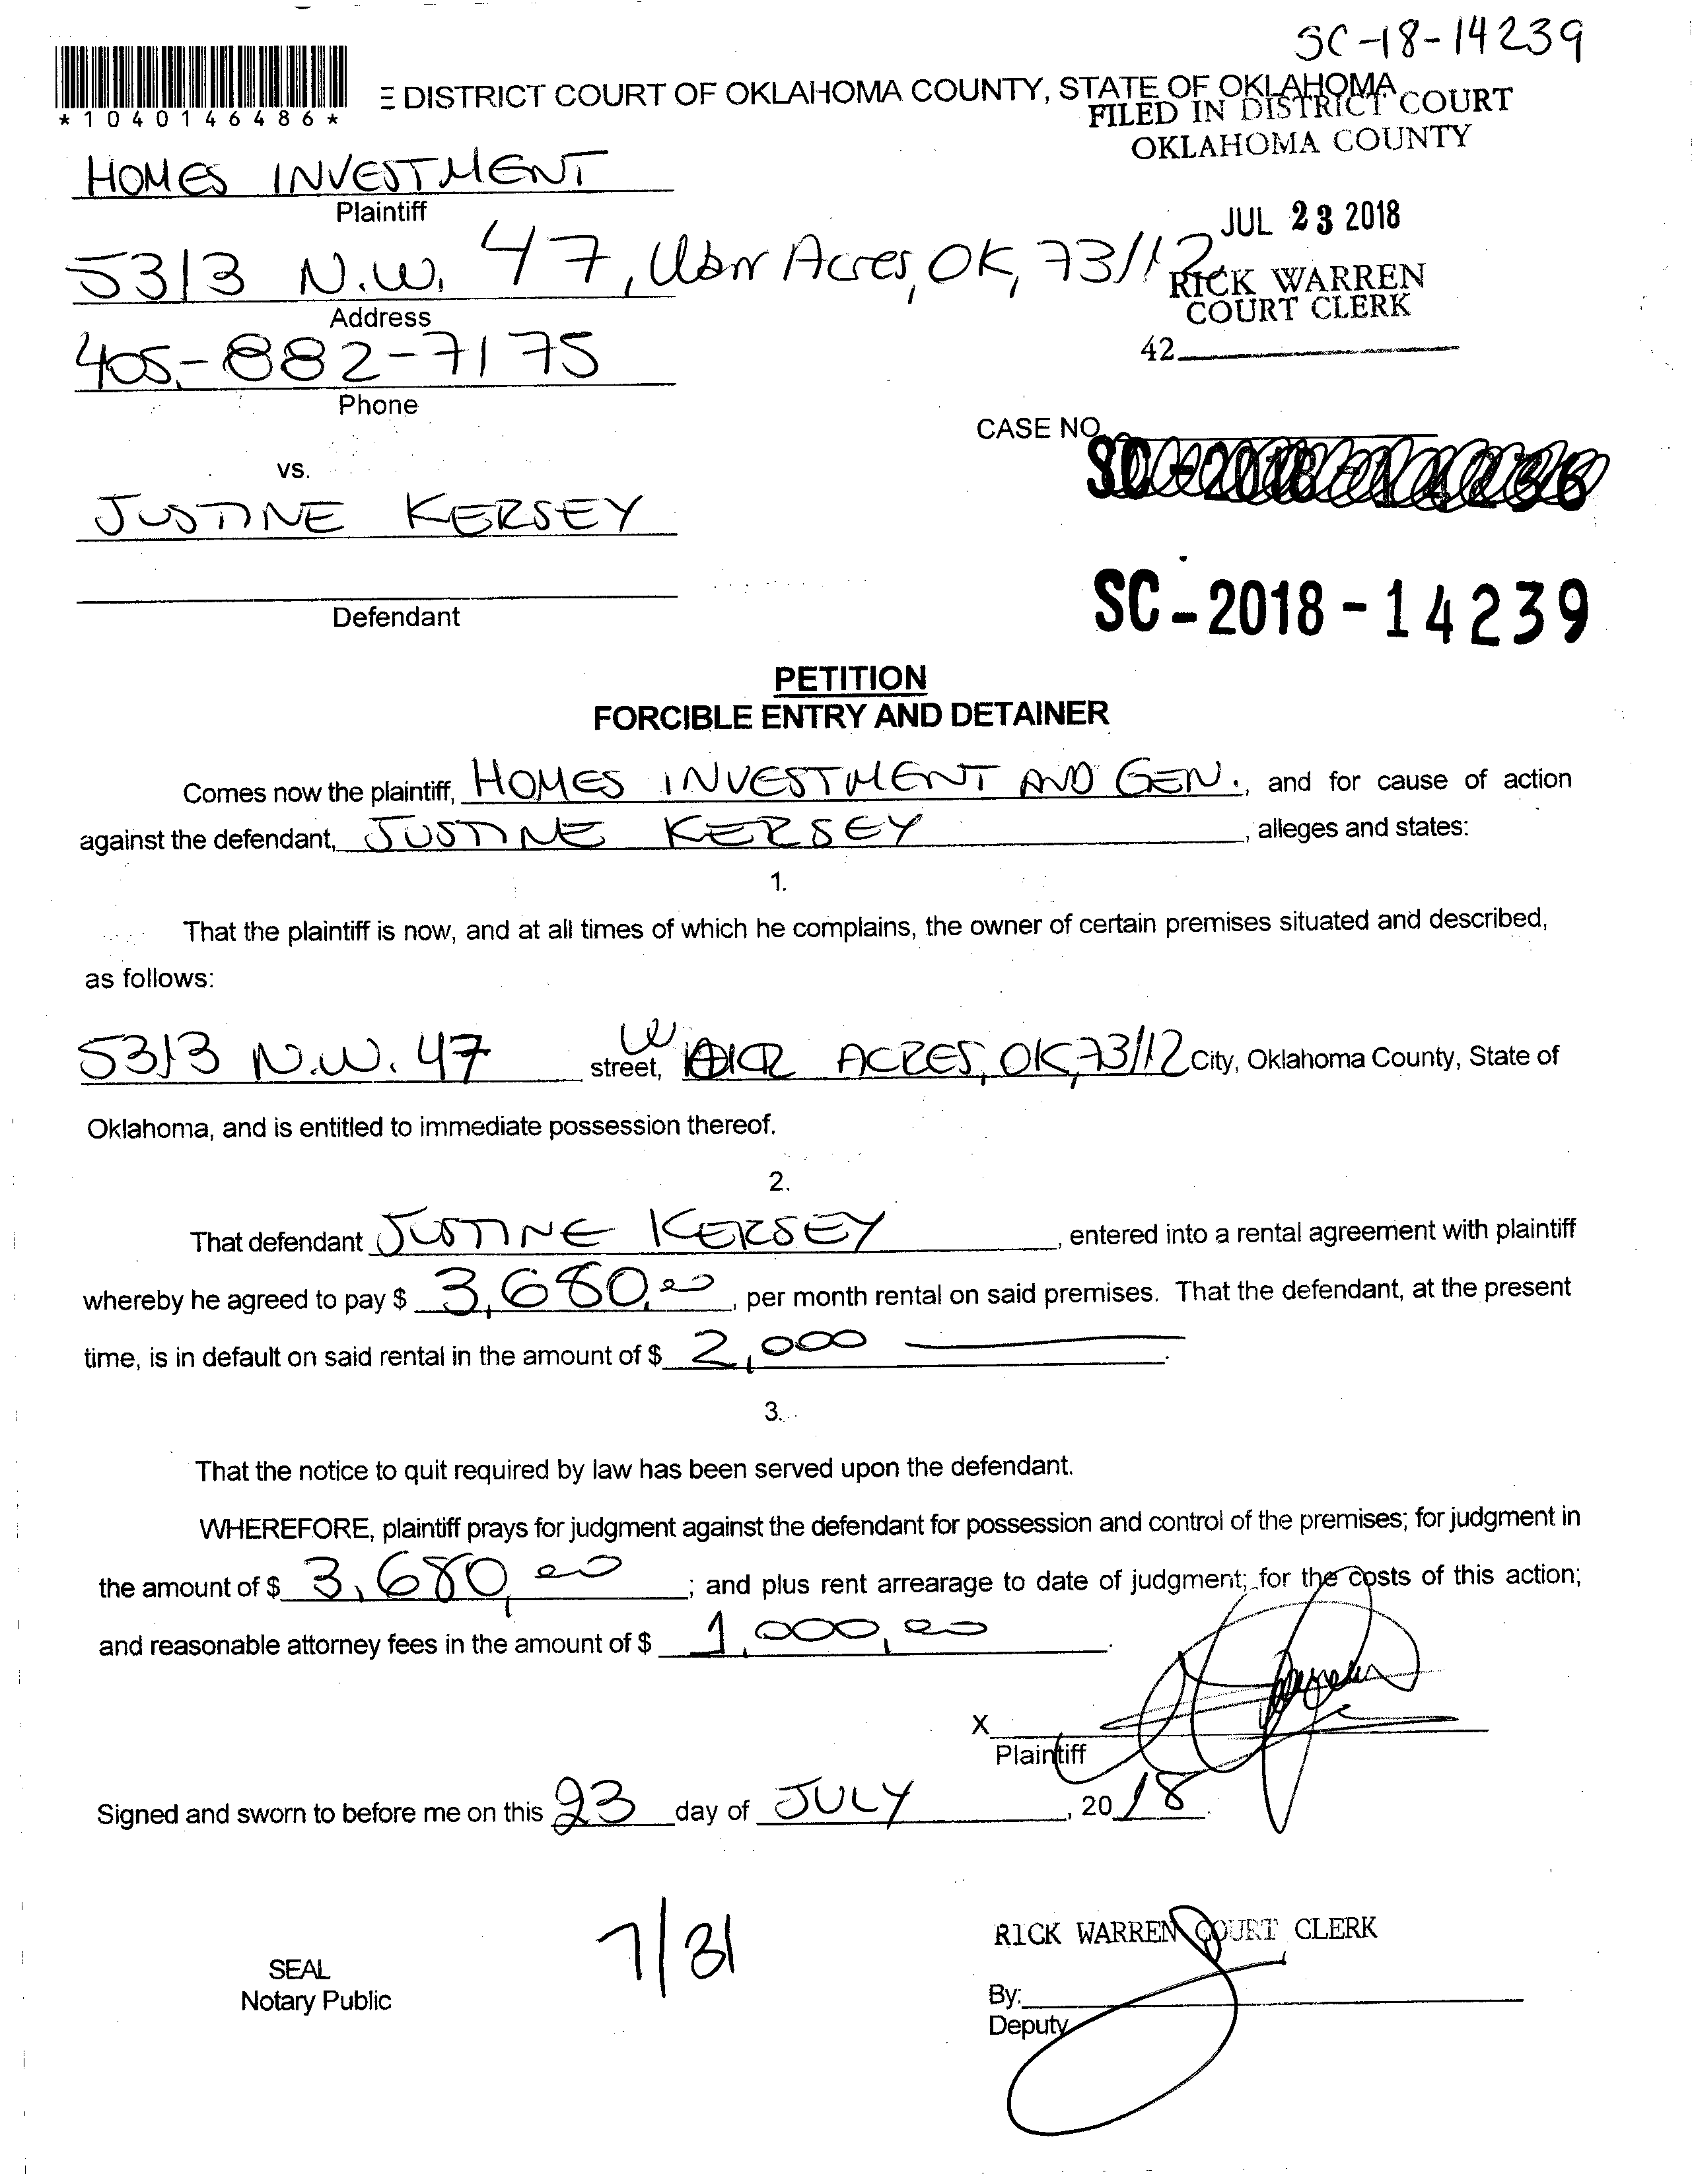 SC-18-14239
E DISTRICT COURT OF OKLAHOMA COUNTY, STATE OF OKLAHOMA
*1040146486*
FILED IN DISTRICT COURT
OKLAHOMA COUNTY
HOMES INVESTMENT
Plaintiff
JUL 23 2018
5313 N.W. 47, Warr Acres, OK, 73112
RICK WARREN
COURT CLERK
Address
42
405-882-7175
Phone
CASE NO.
SC-2018-14236
vs.
JUSTINE KERSEY
SC-2018-14239
Defendant
PETITION
FORCIBLE ENTRY AND DETAINER
Comes now the plaintiff, HOMES INVESTMENT AND GEN., and for cause of action
against the defendant, JUSTINE KERSEY, alleges and states:
1.
That the plaintiff is now, and at all times of which he complains, the owner of certain premises situated and described,
as follows:
5313 N.W. 47 street, ACRES, OK, 73112 City, Oklahoma County, State of
Oklahoma, and is entitled to immediate possession thereof.
2.
That defendant JUSTINE KERSEY, entered into a rental agreement with plaintiff
whereby he agreed to pay $ 3,680.00, per month rental on said premises. That the defendant, at the present
time, is in default on said rental in the amount of $ 2,000.
3.
That the notice to quit required by law has been served upon the defendant.
WHEREFORE, plaintiff prays for judgment against the defendant for possession and control of the premises; for judgment in
the amount of $ 3,680,00; and plus rent arrearage to date of judgment; for the costs of this action;
and reasonable attorney fees in the amount of $ 1,000,00.
X
Plaintiff
Signed and sworn to before me on this 23 day of JULY, 2018.
7/31
RICK WARREN COURT CLERK
SEAL
Notary Public
By:
Deputy